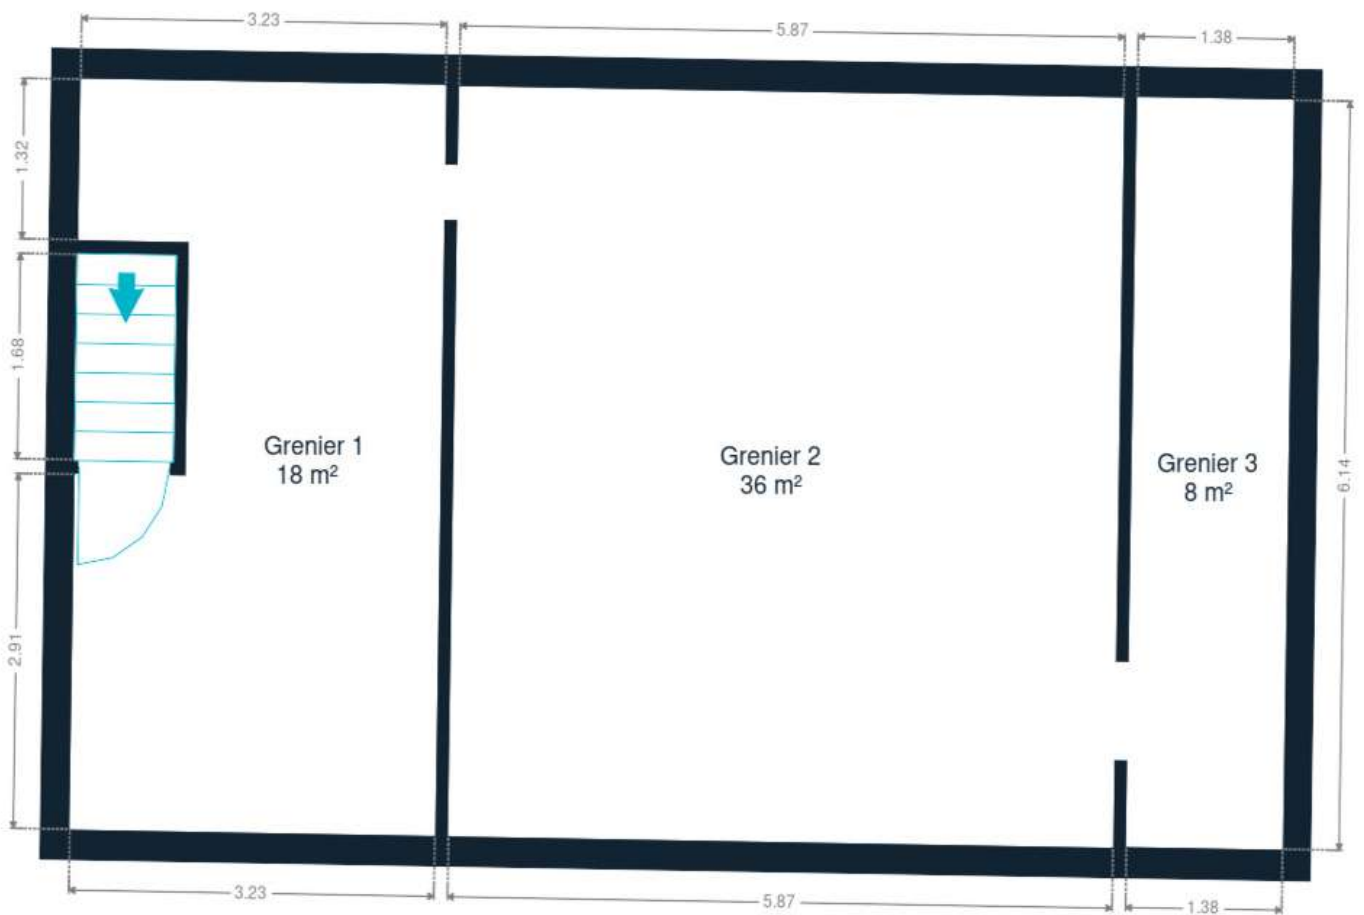 3.23
5.87
1.38
1.32
1.68
2.91
6.14
Grenier 1
18 m²
Grenier 2
36 m²
Grenier 3
8 m²
3.23
5.87
1.38